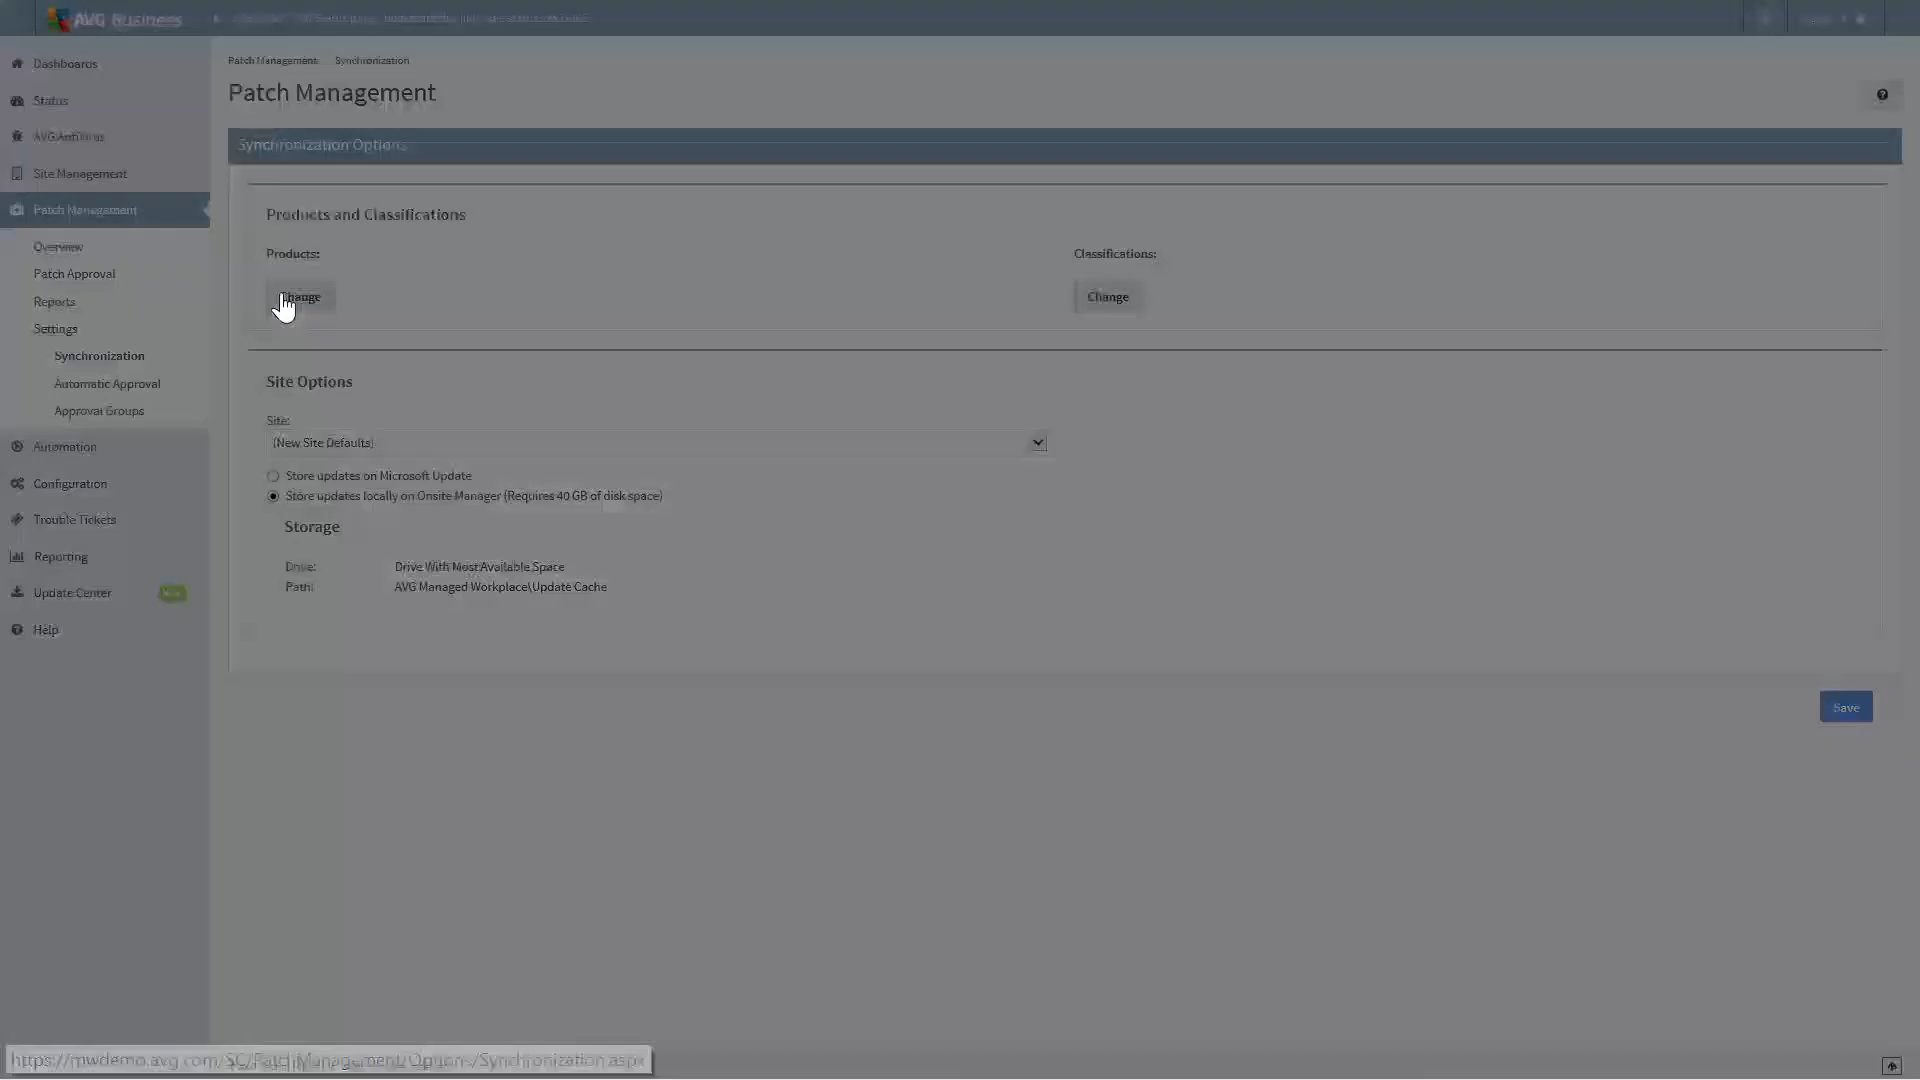 AVG Business
Dashboards
Status
AVG Antivirus
Site Management
Patch Management
Overview
Patch Approval
Reports
Settings
Synchronization
Automatic Approval
Approval Groups
Automation
Configuration
Trouble Tickets
Reporting
Update Center
Help
Patch Management Synchronization
Patch Management
Synchronization Options
Products and Classifications
Products: Classifications:
Change Change
Site Options
Site:
(New Site Defaults)
Store updates on Microsoft Update
Store updates locally on Onsite Manager (Requires 40 GB of disk space)
Storage
Drive: Drive With Most Available Space
Path: AVG Managed Workplace\Update Cache
Save
https://mwdemo.avg.com/SC/PatchManagement/Options/Synchronization.aspx